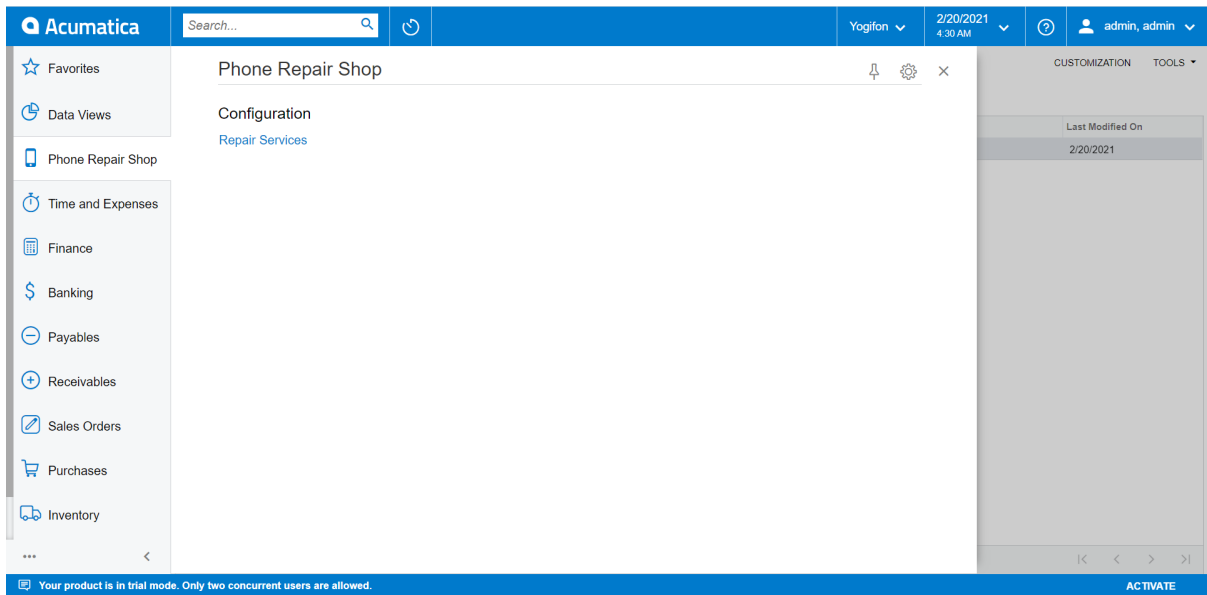 Acumatica
Search...
Yogifon
2/20/2021
4:30 AM
admin, admin
Favorites
Data Views
Phone Repair Shop
Time and Expenses
Finance
Banking
Payables
Receivables
Sales Orders
Purchases
Inventory
Phone Repair Shop
Configuration
Repair Services
CUSTOMIZATION TOOLS
Last Modified On
2/20/2021
Your product is in trial mode. Only two concurrent users are allowed.
ACTIVATE